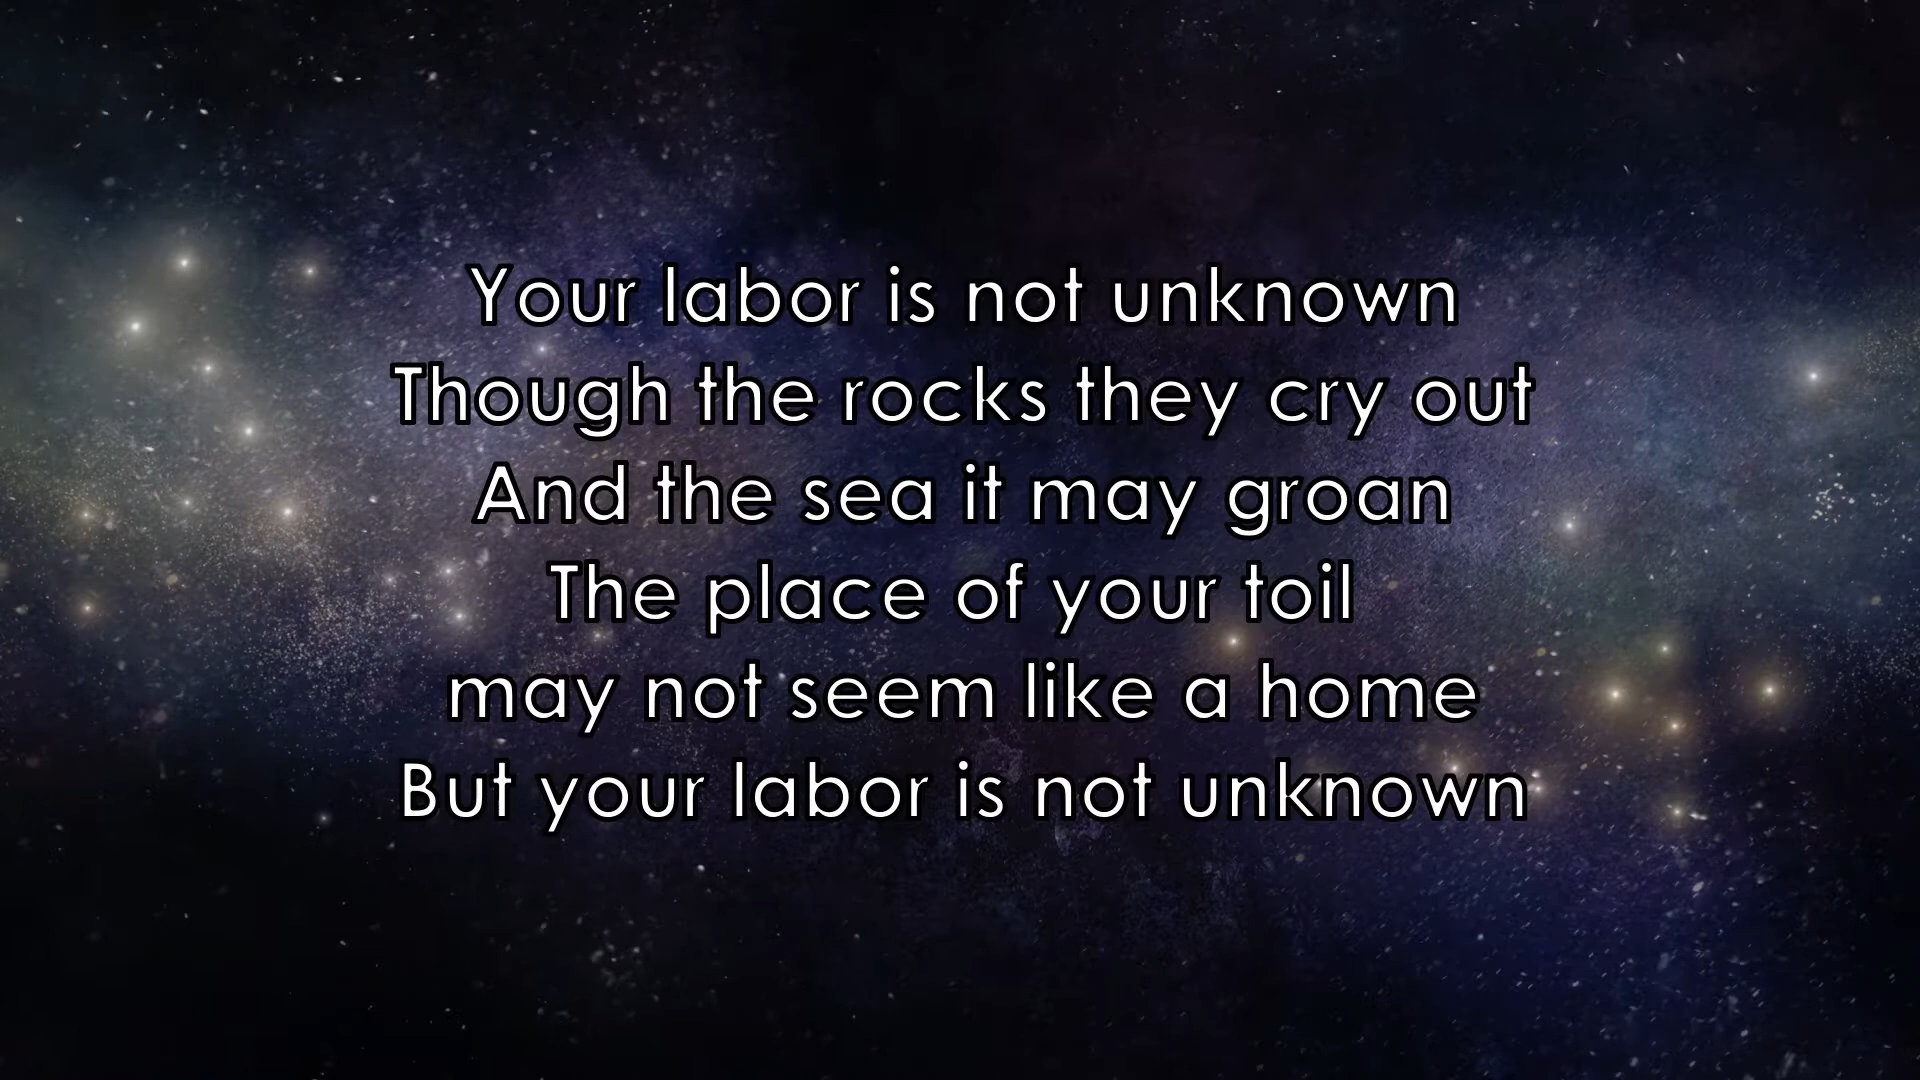 Your labor is not unknown
Though the rocks they cry out
And the sea it may groan
The place of your toil
may not seem like a home
But your labor is not unknown